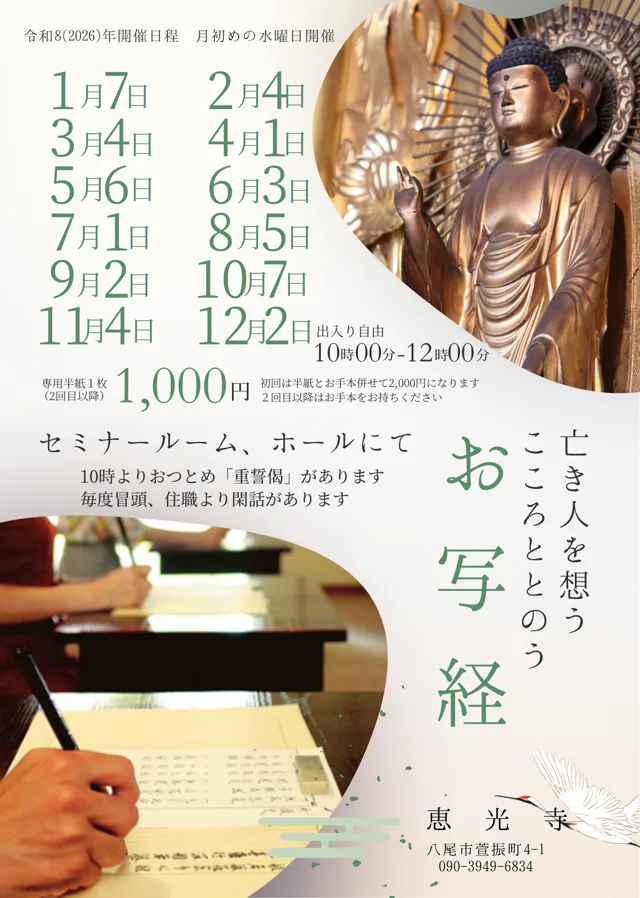 令和8(2026)年開催日程　月初めの水曜日開催
1月7日　2月4日
3月4日　4月1日
5月6日　6月3日
7月1日　8月5日
9月2日　10月7日
11月4日　12月2日
出入り自由
10時00分-12時00分
専用半紙1枚
(2回目以降)
1,000円
初回は半紙とお手本併せて2,000円になります
2回目以降はお手本をお持ちください
セミナールーム、ホールにて
10時よりおつとめ「重誓偈」があります
毎度冒頭、住職より閑話があります
亡き人を想う
こころととのう
お写経
恵光寺
八尾市萱振町4-1
090-3949-6834